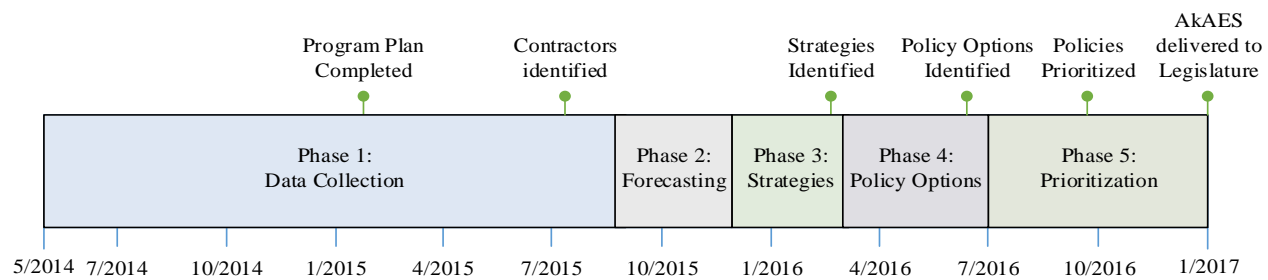 Program Plan
Completed
Contractors
identified
Strategies
Identified
Policy Options
Identified
Policies
Prioritized
AkAES
delivered to
Legislature
Phase 1:
Data Collection
Phase 2:
Forecasting
Phase 3:
Strategies
Phase 4:
Policy Options
Phase 5:
Prioritization
5/2014
7/2014
10/2014
1/2015
4/2015
7/2015
10/2015
1/2016
4/2016
7/2016
10/2016
1/2017